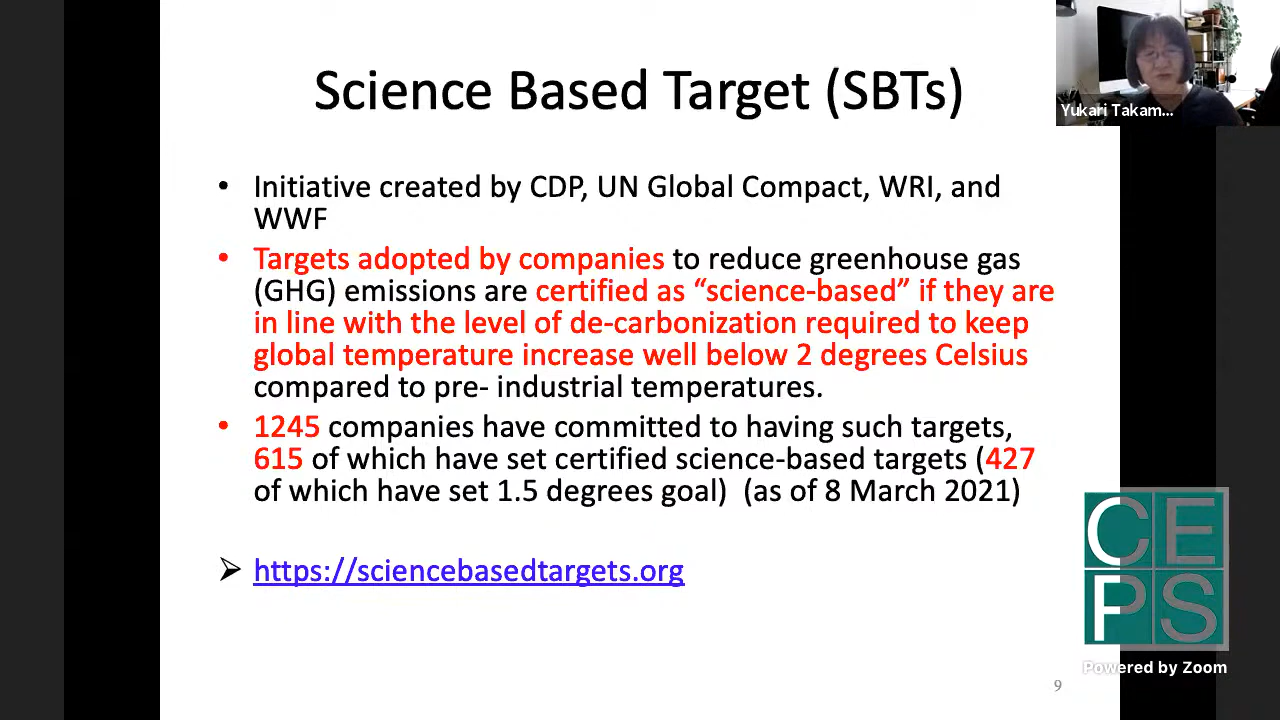 Science Based Target (SBTs)
Yukari Takam...
• Initiative created by CDP, UN Global Compact, WRI, and
WWF
• Targets adopted by companies to reduce greenhouse gas
(GHG) emissions are certified as “science-based” if they are
in line with the level of de-carbonization required to keep
global temperature increase well below 2 degrees Celsius
compared to pre- industrial temperatures.
• 1245 companies have committed to having such targets,
615 of which have set certified science-based targets (427
of which have set 1.5 degrees goal) (as of 8 March 2021)
➢ https://sciencebasedtargets.org
CE
PS
Powered by Zoom
9